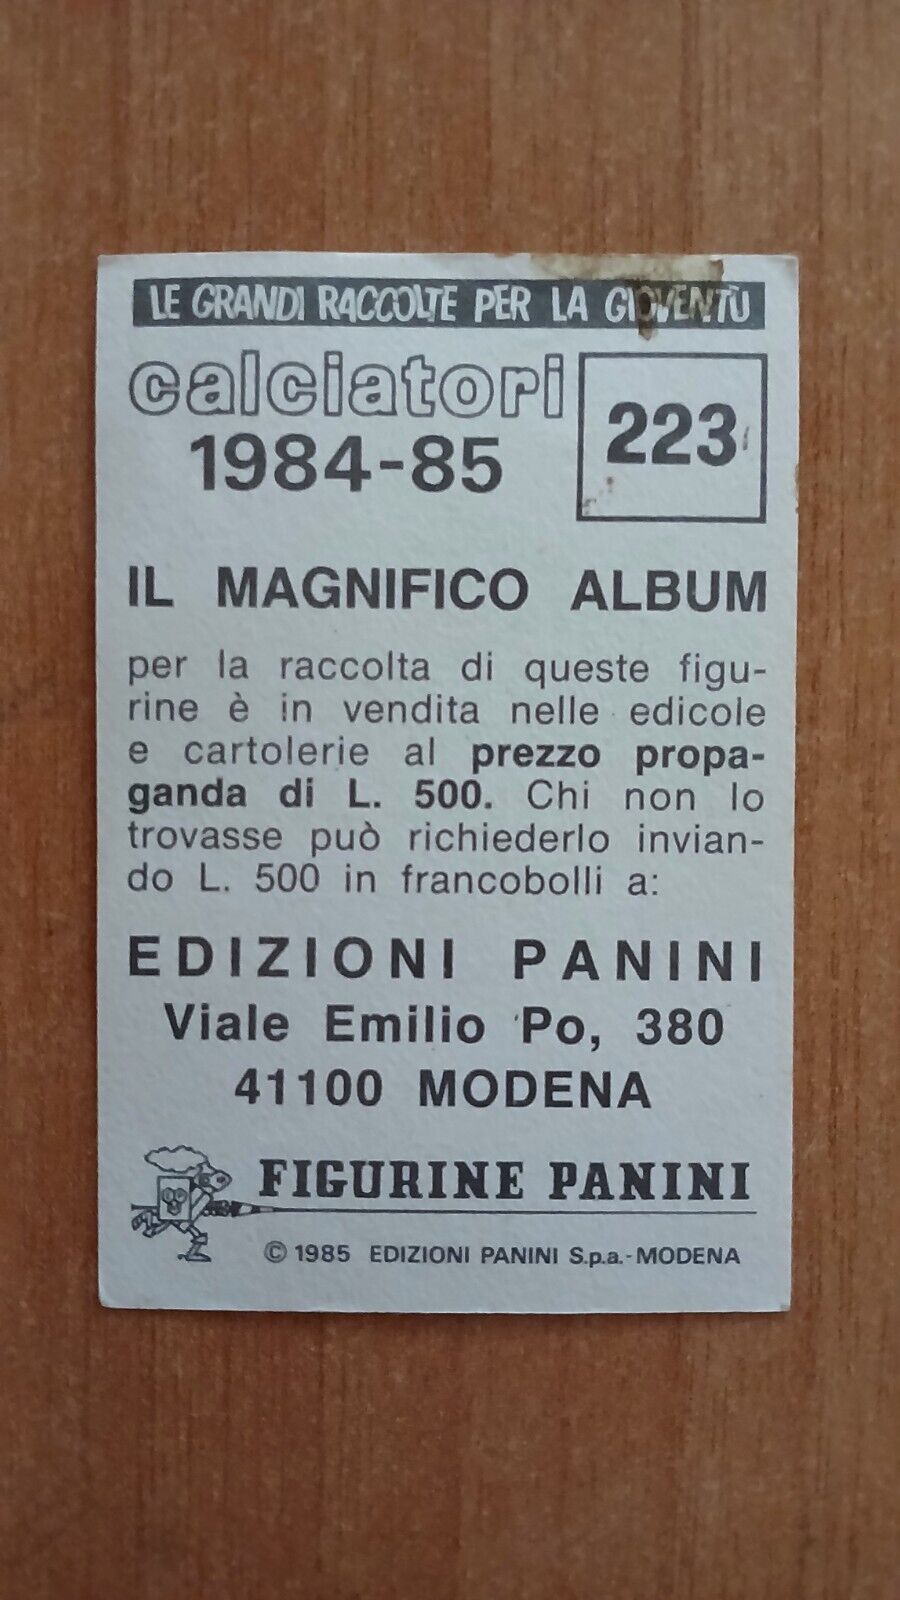 LE GRANDI RACCOLTE PER LA GIOVENTÙ
calciatori
1984-85
223
IL MAGNIFICO ALBUM
per la raccolta di queste figu-
rine è in vendita nelle edicole
e cartolerie al prezzo propa-
ganda di L. 500. Chi non lo
trovasse può richiederlo invian-
do L. 500 in francobolli a:
EDIZIONI PANINI
Viale Emilio Po, 380
41100 MODENA
FIGURINE PANINI
© 1985 EDIZIONI PANINI S.p.a.-MODENA